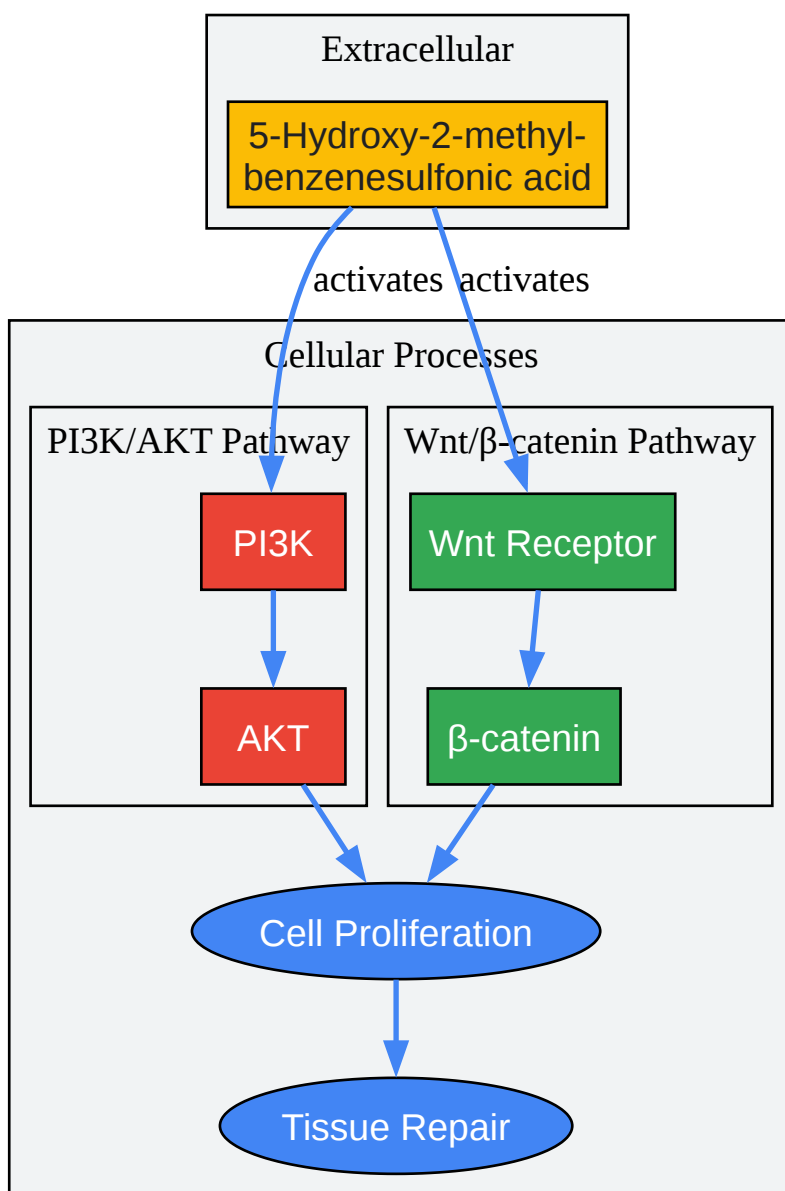 Extracellular
5-Hydroxy-2-methyl-
benzenesulfonic acid
activates
activates
Cellular Processes
PI3K/AKT Pathway
Wnt/β-catenin Pathway
PI3K
Wnt Receptor
AKT
β-catenin
Cell Proliferation
Tissue Repair